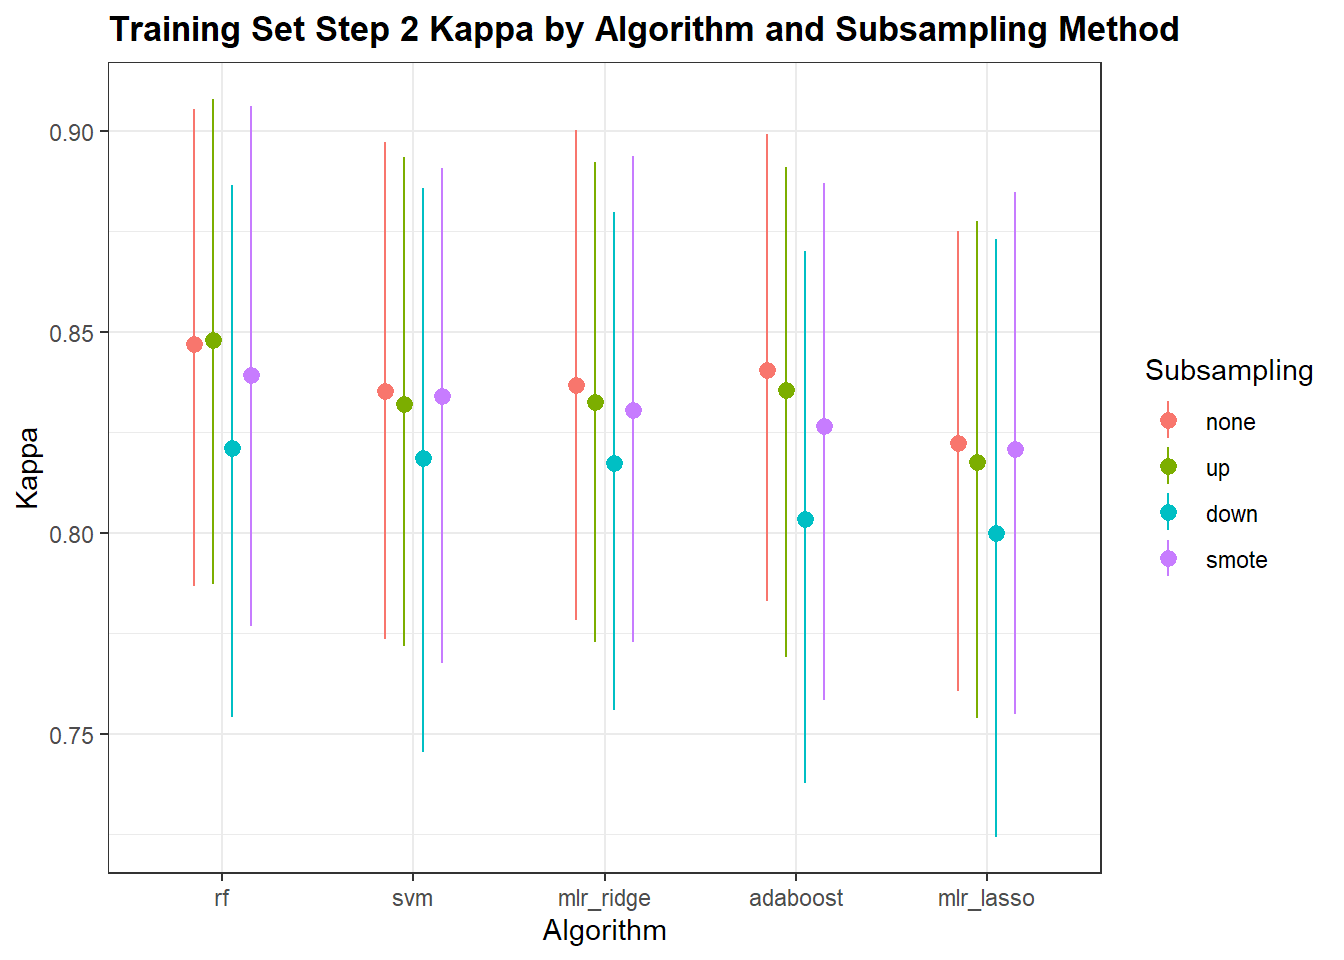 Training Set Step 2 Kappa by Algorithm and Subsampling Method
0.90
0.85
0.80
0.75
Kappa
rf svm mlr_ridge adaboost mlr_lasso
Algorithm
Subsampling
none
up
down
smote